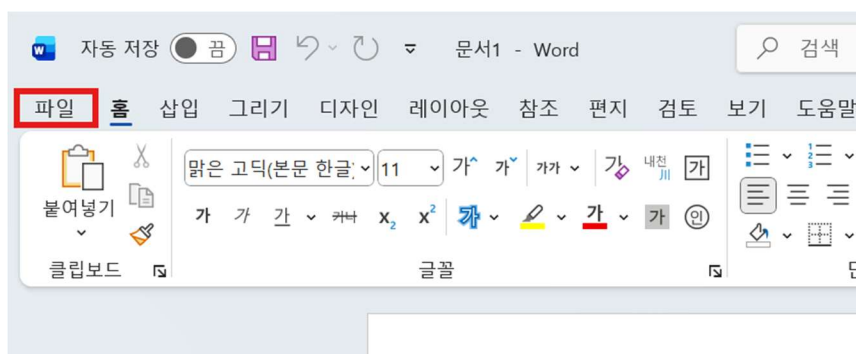 자동 저장 끔 문서1 - Word 검색
파일 홈 삽입 그리기 디자인 레이아웃 참조 편지 검토 보기 도움말
맑은 고딕(본문 한글 11 가 가 가가 가 내천 川 가
붙여넣기
가 가 가 가나 x₂ x² 가 가 가 인
클립보드 글꼴